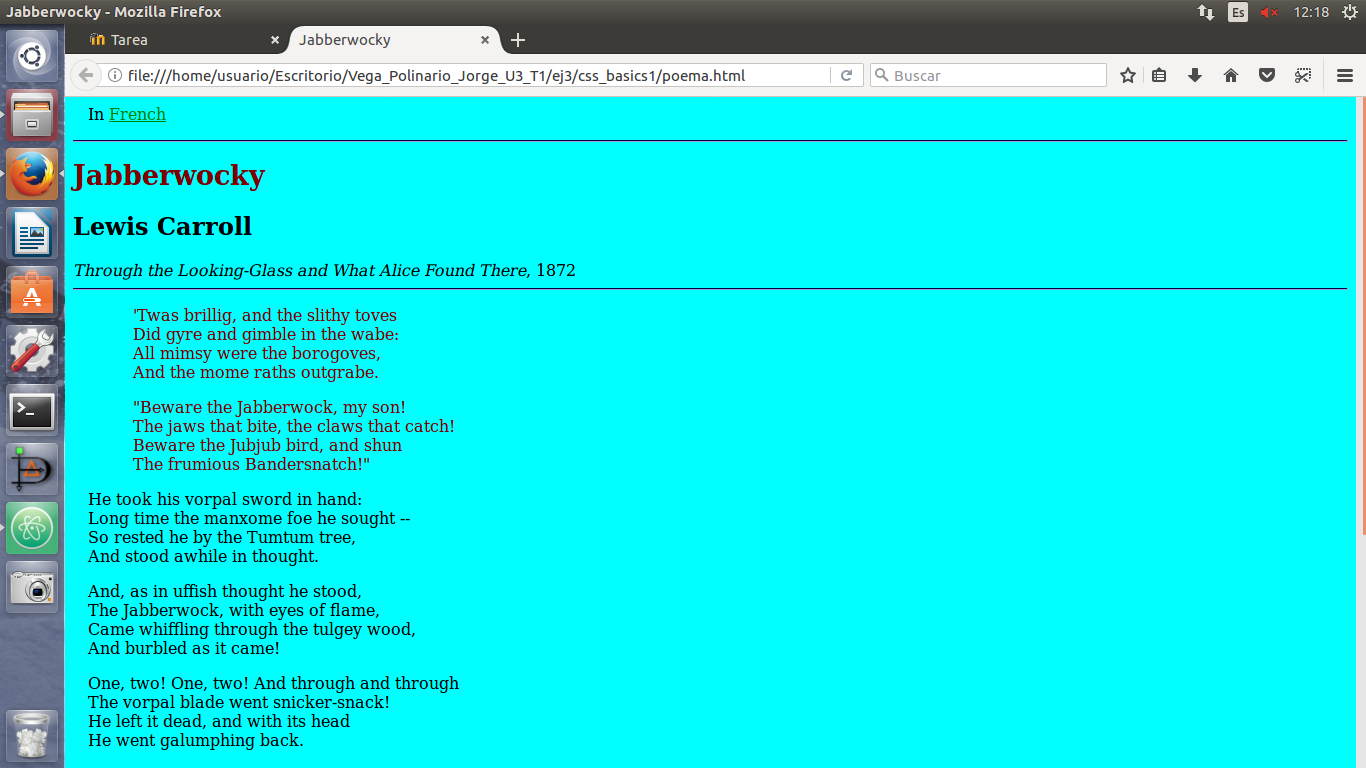 Jabberwocky - Mozilla Firefox
Es
12:18
Tarea
Jabberwocky
file:///home/usuario/Escritorio/Vega_Polinario_Jorge_U3_T1/ej3/css_basics1/poema.html
Buscar
In French
Jabberwocky
Lewis Carroll
Through the Looking-Glass and What Alice Found There, 1872
'Twas brillig, and the slithy toves
Did gyre and gimble in the wabe:
All mimsy were the borogoves,
And the mome raths outgrabe.
"Beware the Jabberwock, my son!
The jaws that bite, the claws that catch!
Beware the Jubjub bird, and shun
The frumious Bandersnatch!"
He took his vorpal sword in hand:
Long time the manxome foe he sought --
So rested he by the Tumtum tree,
And stood awhile in thought.
And, as in uffish thought he stood,
The Jabberwock, with eyes of flame,
Came whiffling through the tulgey wood,
And burbled as it came!
One, two! One, two! And through and through
The vorpal blade went snicker-snack!
He left it dead, and with its head
He went galumphing back.